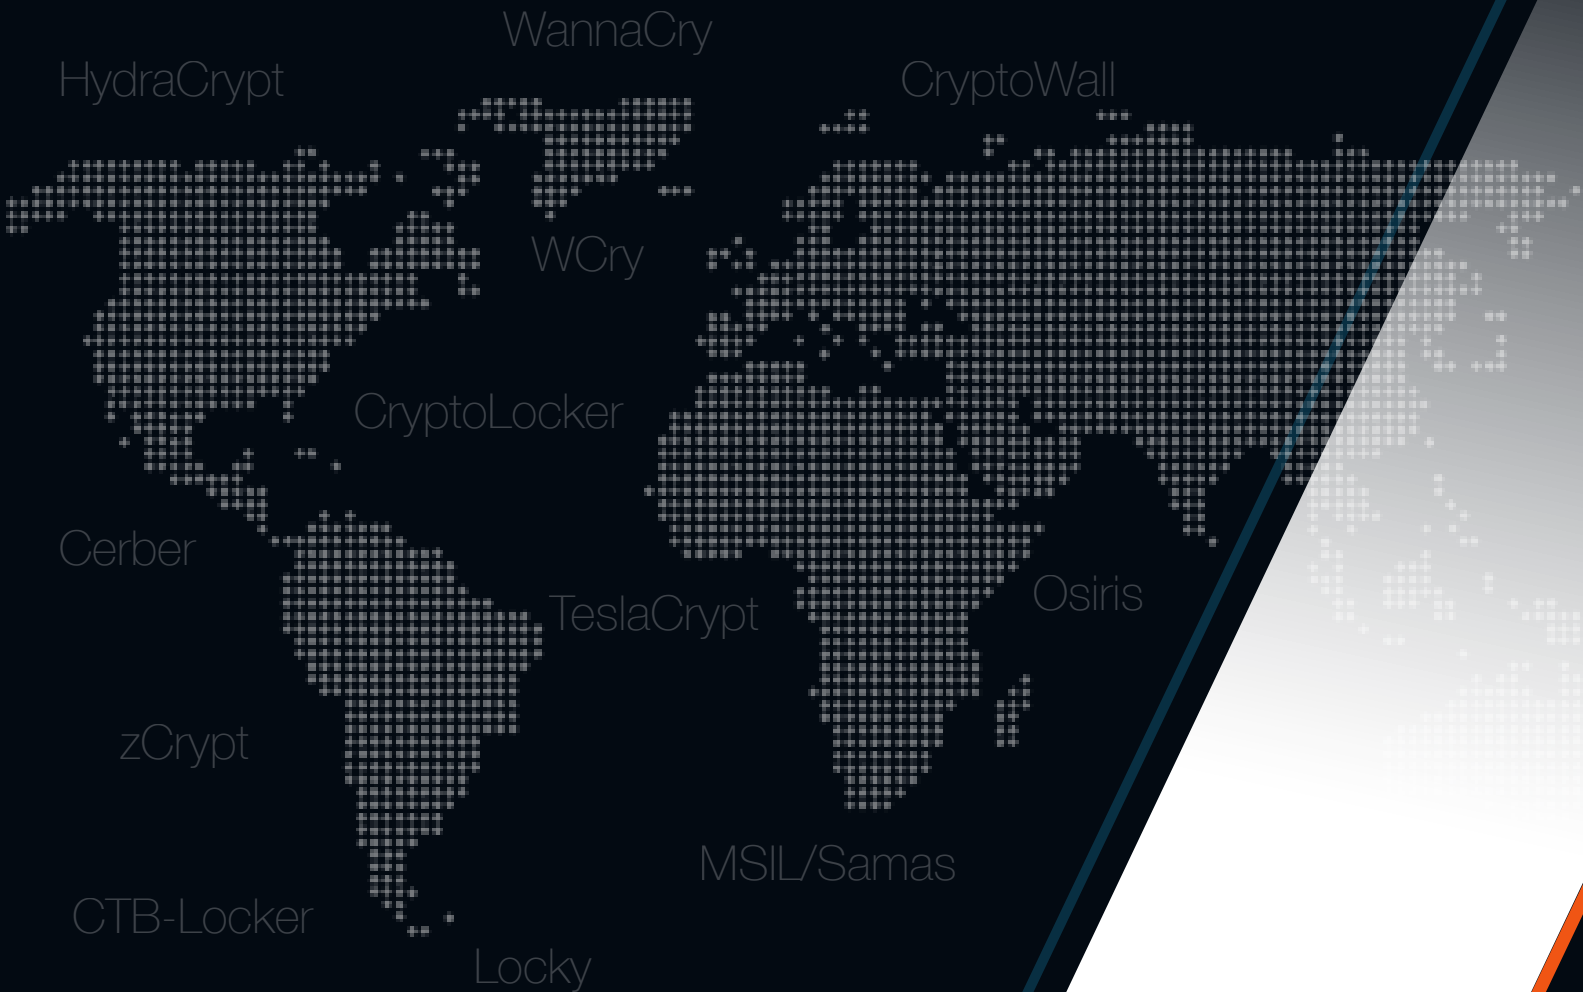 WannaCry
HydraCrypt
CryptoWall
WCry
CryptoLocker
Cerber
Osiris
TeslaCrypt
zCrypt
MSIL/Samas
CTB-Locker
Locky